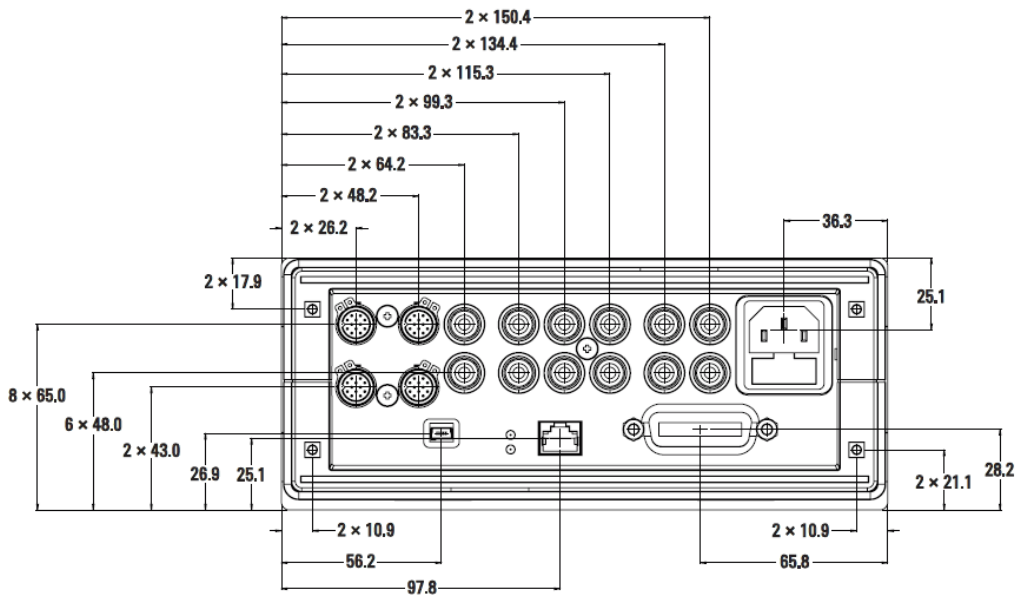 2 × 150.4
2 × 134.4
2 × 115.3
2 × 99.3
2 × 83.3
2 × 64.2
2 × 48.2
2 × 26.2
36.3
2 × 17.9
25.1
8 × 65.0
6 × 48.0
2 × 43.0
26.9
25.1
28.2
2 × 21.1
2 × 10.9
2 × 10.9
56.2
65.8
97.8